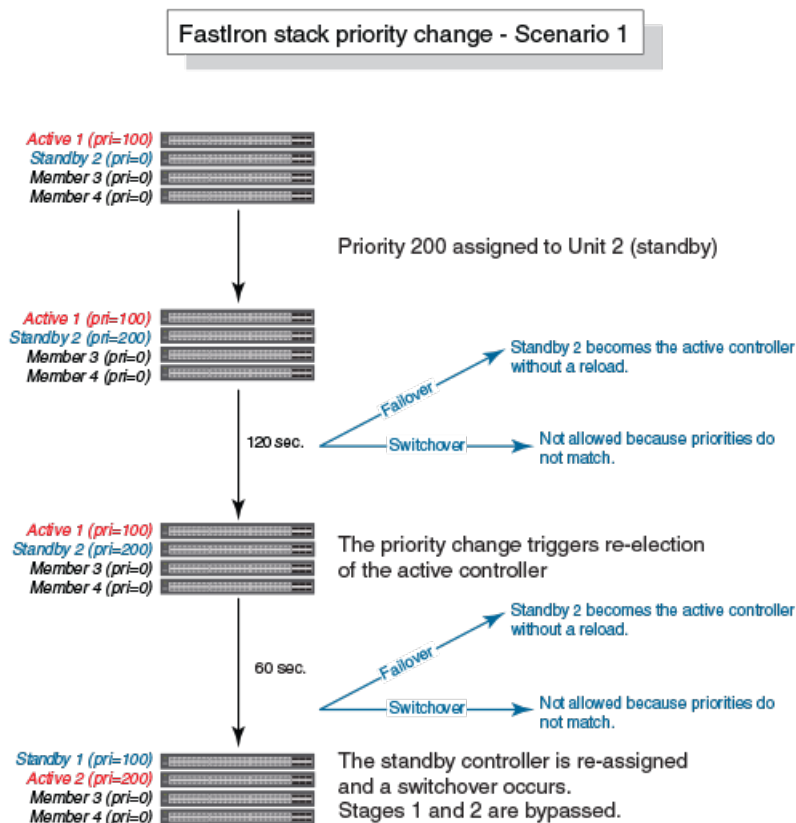 FastIron stack priority change - Scenario 1
Active 1 (pri=100)
Standby 2 (pri=0)
Member 3 (pri=0)
Member 4 (pri=0)
Priority 200 assigned to Unit 2 (standby)
Active 1 (pri=100)
Standby 2 (pri=200)
Member 3 (pri=0)
Member 4 (pri=0)
120 sec.
Failover
Standby 2 becomes the active controller
without a reload.
Switchover
Not allowed because priorities do
not match.
Active 1 (pri=100)
Standby 2 (pri=200)
Member 3 (pri=0)
Member 4 (pri=0)
The priority change triggers re-election
of the active controller
60 sec.
Failover
Standby 2 becomes the active controller
without a reload.
Switchover
Not allowed because priorities do
not match.
Standby 1 (pri=100)
Active 2 (pri=200)
Member 3 (pri=0)
Member 4 (pri=0)
The standby controller is re-assigned
and a switchover occurs.
Stages 1 and 2 are bypassed.